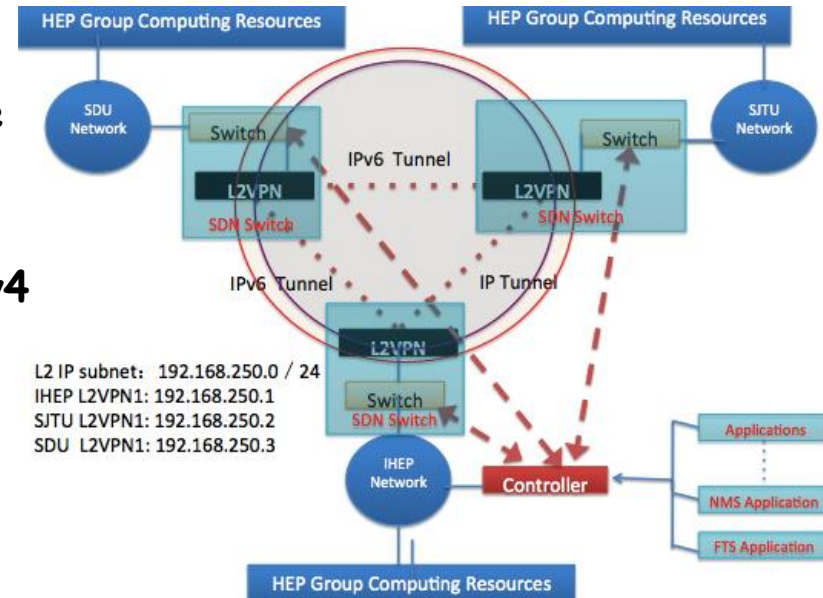 HEP Group Computing Resources
HEP Group Computing Resources
SDU
Network
Switch
IPv6 Tunnel
Switch
SJTU
Network
L2VPN
L2VPN
SDN Switch
SDN Switch
IPv6 Tunnel
IP Tunnel
v4
L2VPN
L2 IP subnet： 192.168.250.0 / 24
IHEP L2VPN1: 192.168.250.1
SJTU L2VPN1: 192.168.250.2
SDU L2VPN1: 192.168.250.3
Switch
SDN Switch
IHEP
Network
Controller
Applications
NMS Application
FTS Application
HEP Group Computing Resources